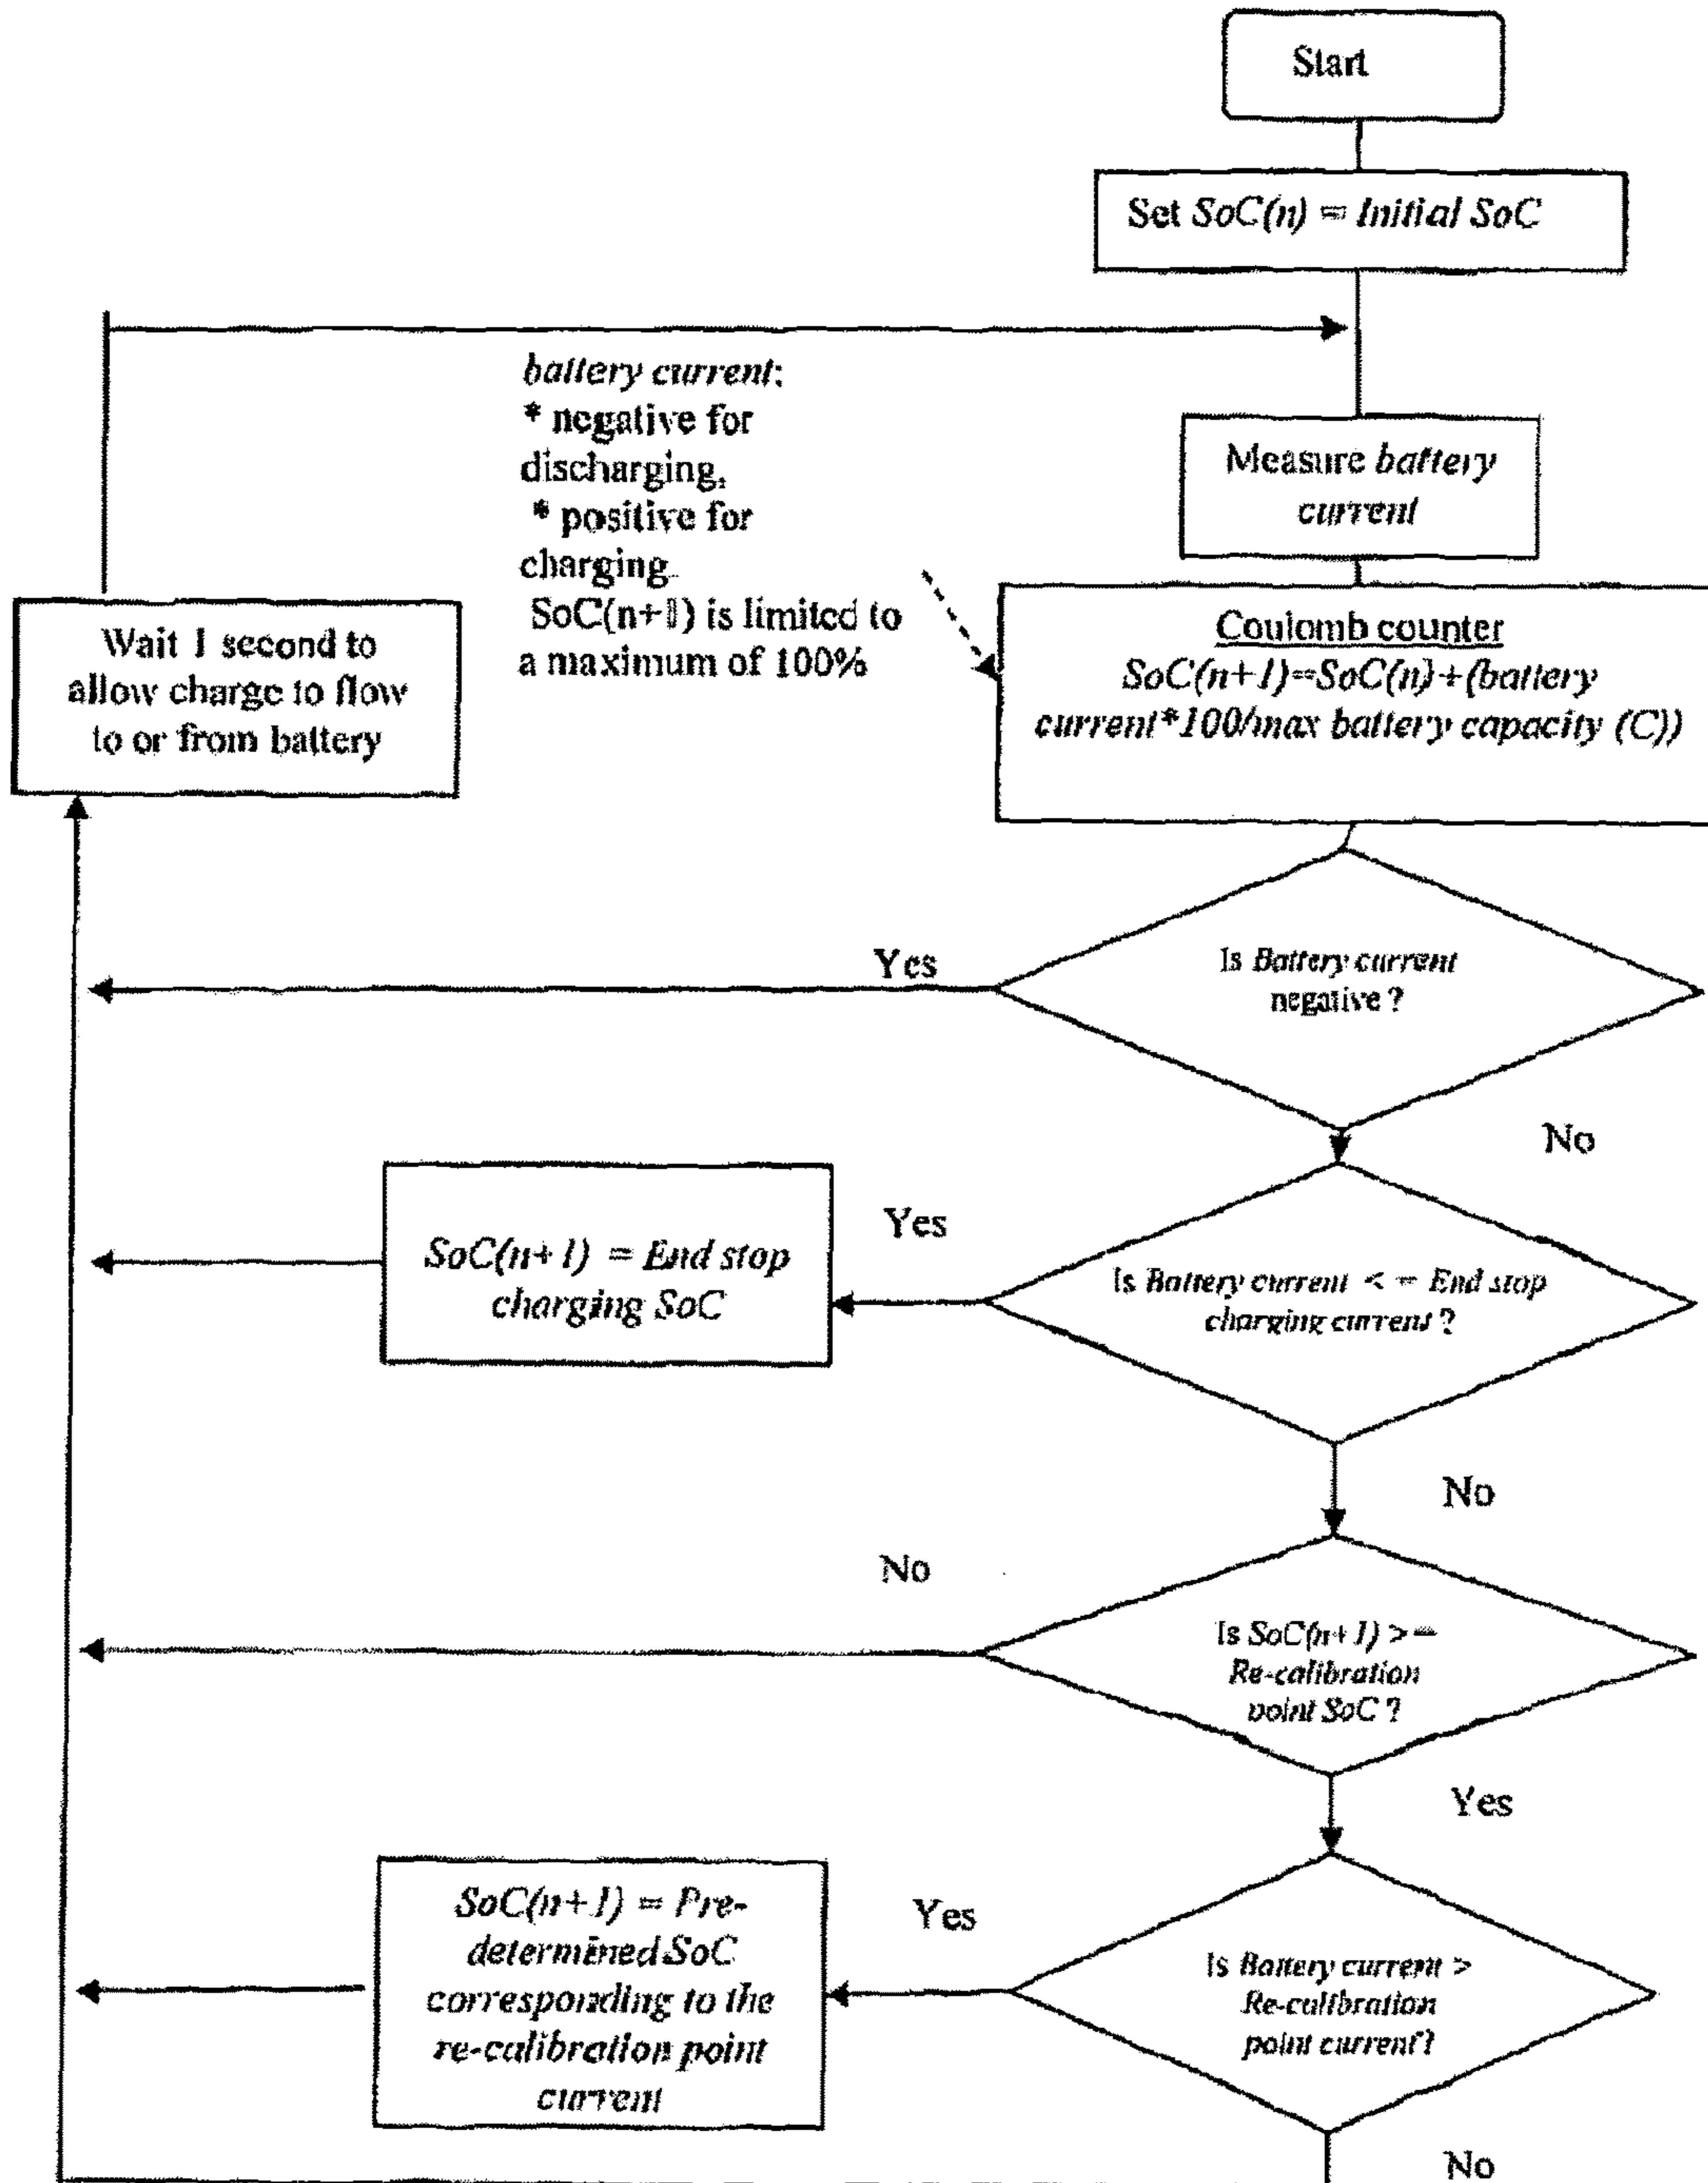 Start
Set SoC(n) = Initial SoC
battery current:
* negative for
discharging,
* positive for
charging
SoC(n+1) is limited to
a maximum of 100%
Measure battery
current
Wait 1 second to
allow charge to flow
to or from battery
Coulomb counter
SoC(n+1)=SoC(n)+(battery
current*100/max battery capacity (C))
Yes
Is Battery current
negative ?
No
SoC(n+1) = End stop
charging SoC
Yes
Is Battery current < = End stop
charging current ?
No
No
Is SoC(n+1) >=
Re-calibration
point SoC ?
Yes
SoC(n+1) = Pre-
determined SoC
corresponding to the
re-calibration point
current
Yes
Is Battery current >
Re-calibration
point current?
No